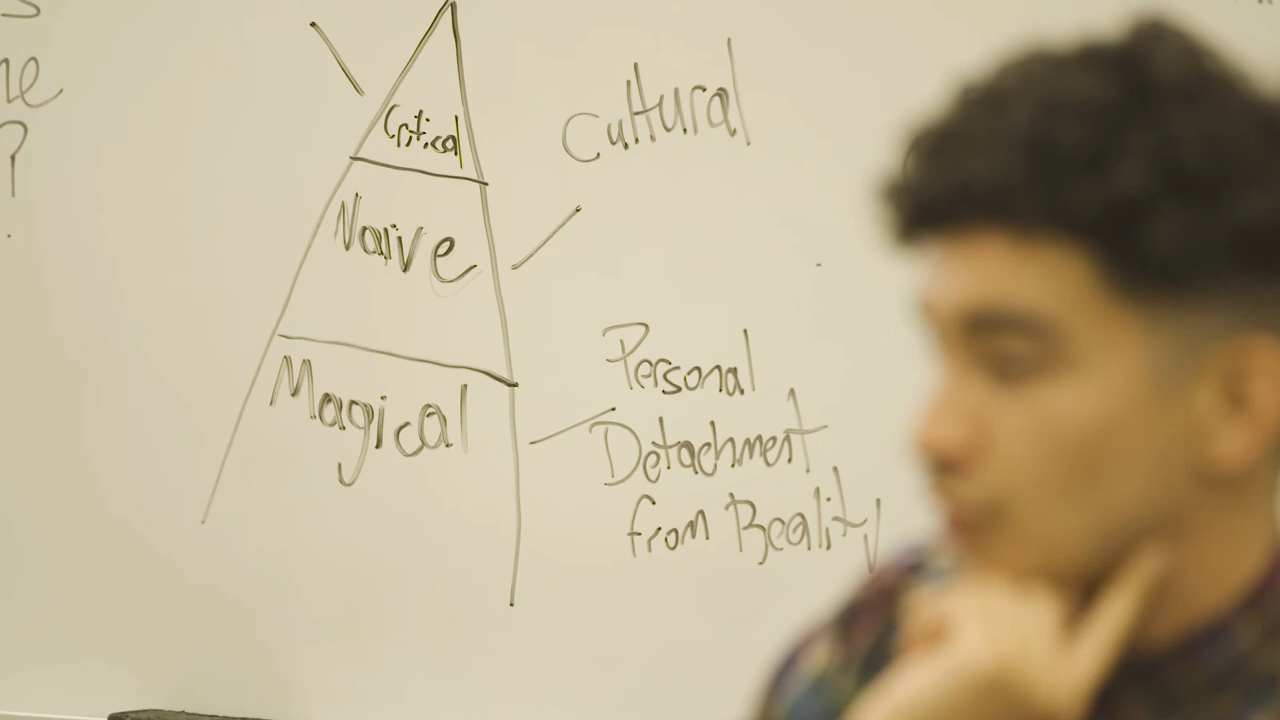 ?
Critical
Cultural
Naive
Magical
Personal
Detachment
from Reality